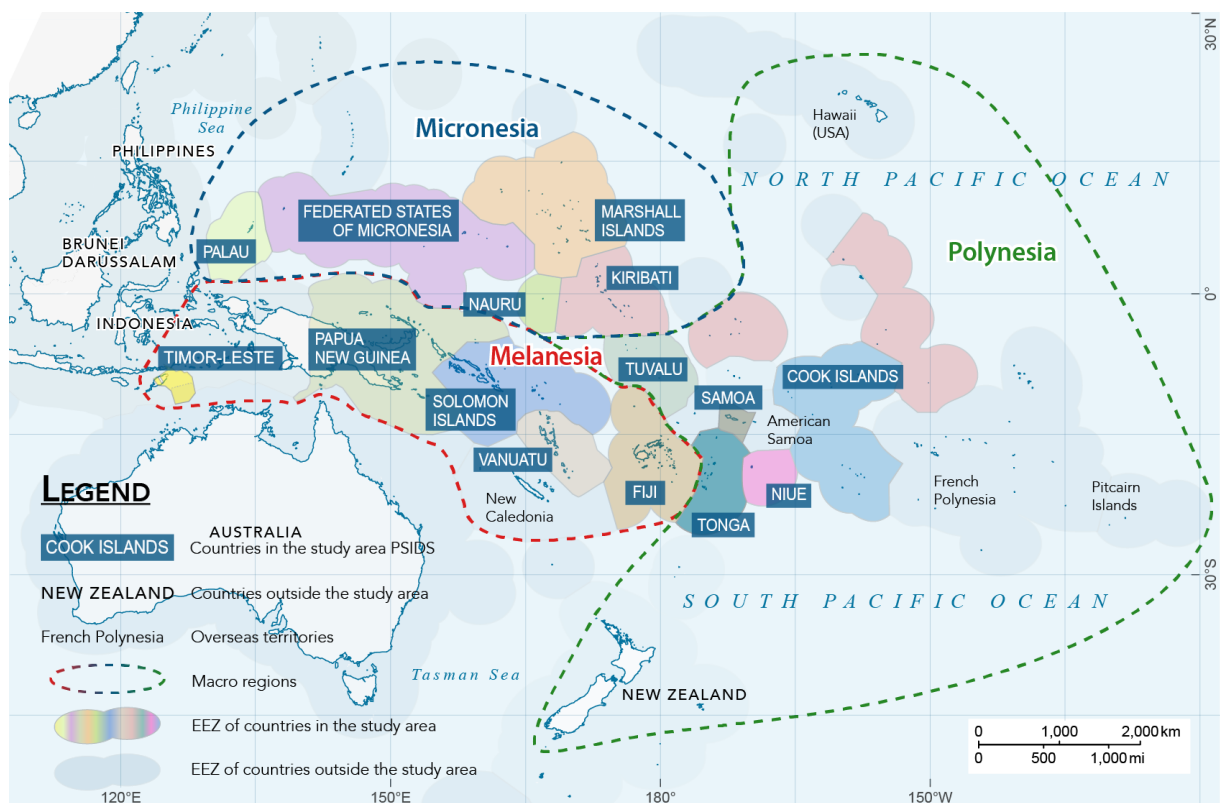 30°N
Philippine
Sea
Micronesia
Hawaii
(USA)
PHILIPPINES
NORTH PACIFIC OCEAN
FEDERATED STATES
OF MICRONESIA
MARSHALL
ISLANDS
BRUNEI
DARUSSALAM
PALAU
Polynesia
KIRIBATI
0°
NAURU
INDONESIA
PAPUA
NEW GUINEA
TIMOR-LESTE
Melanesia
TUVALU
COOK ISLANDS
SOLOMON
ISLANDS
SAMOA
American
Samoa
VANUATU
FIJI
NIUE
TONGA
New
Caledonia
French
Polynesia
Pitcairn
Islands
LEGEND
AUSTRALIA
COOK ISLANDS Countries in the study area PSIDS
NEW ZEALAND Countries outside the study area
French Polynesia Overseas territories
Macro regions
EEZ of countries in the study area
EEZ of countries outside the study area
30°S
SOUTH PACIFIC OCEAN
Tasman Sea
NEW ZEALAND
0 1,000 2,000 km
0 500 1,000 mi
120°E 150°E 180° 150°W